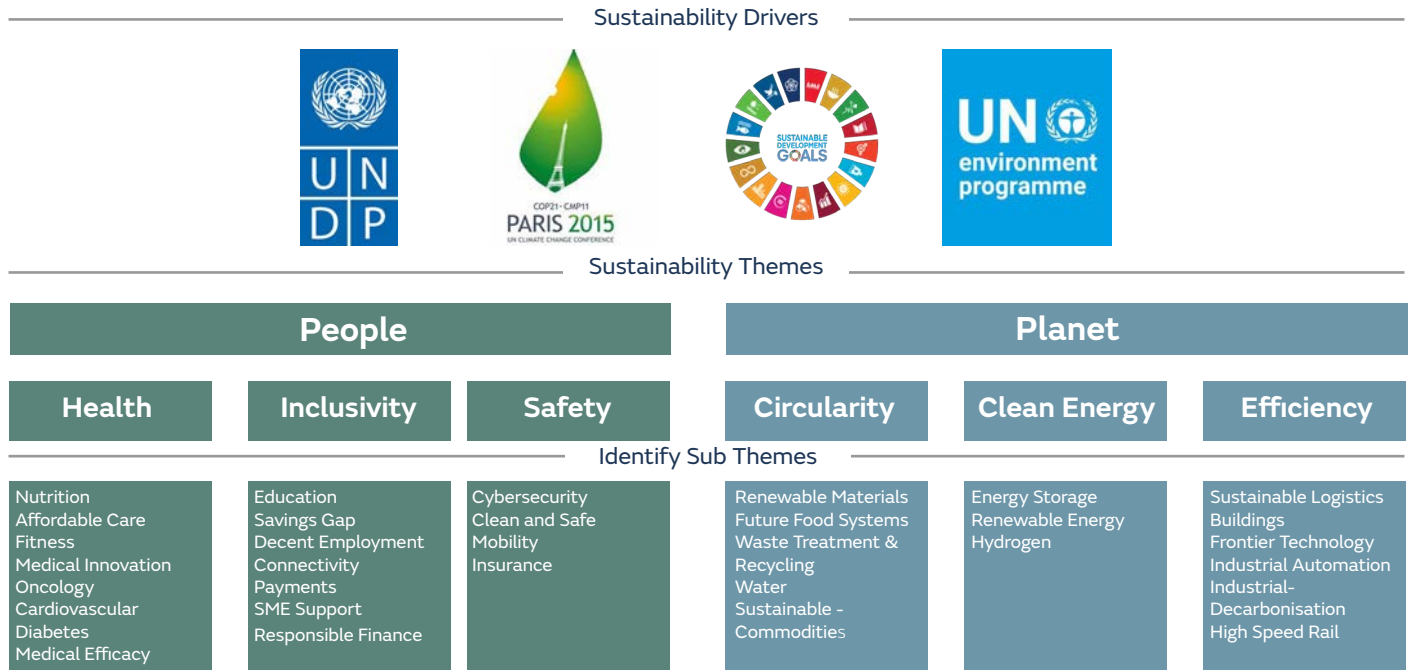 Sustainability Drivers
U N
D P
COP21 - CMP11
PARIS 2015
UN CLIMATE CHANGE CONFERENCE
SUSTAINABLE
DEVELOPMENT
GOALS
UN
environment
programme
Sustainability Themes
People
Planet
Health
Inclusivity
Safety
Circularity
Clean Energy
Efficiency
Identify Sub Themes
Nutrition
Affordable Care
Fitness
Medical Innovation
Oncology
Cardiovascular
Diabetes
Medical Efficacy
Education
Savings Gap
Decent Employment
Connectivity
Payments
SME Support
Responsible Finance
Cybersecurity
Clean and Safe
Mobility
Insurance
Renewable Materials
Future Food Systems
Waste Treatment &
Recycling
Water
Sustainable -
Commodities
Energy Storage
Renewable Energy
Hydrogen
Sustainable Logistics
Buildings
Frontier Technology
Industrial Automation
Industrial-
Decarbonisation
High Speed Rail